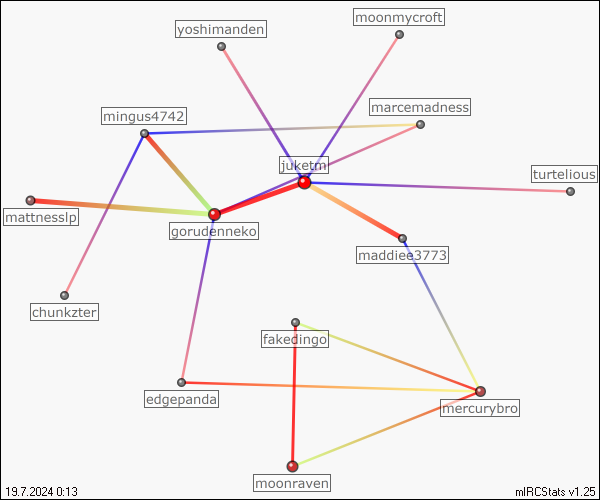 moonmycroft
yoshimanden
marcemadness
mingus4742
juketm
turtelious
mattnesslp
gorudenneko
maddiee3773
chunkzter
fakedingo
edgepanda
mercurybro
moonraven
19.7.2024 0:13
mIRCStats v1.25